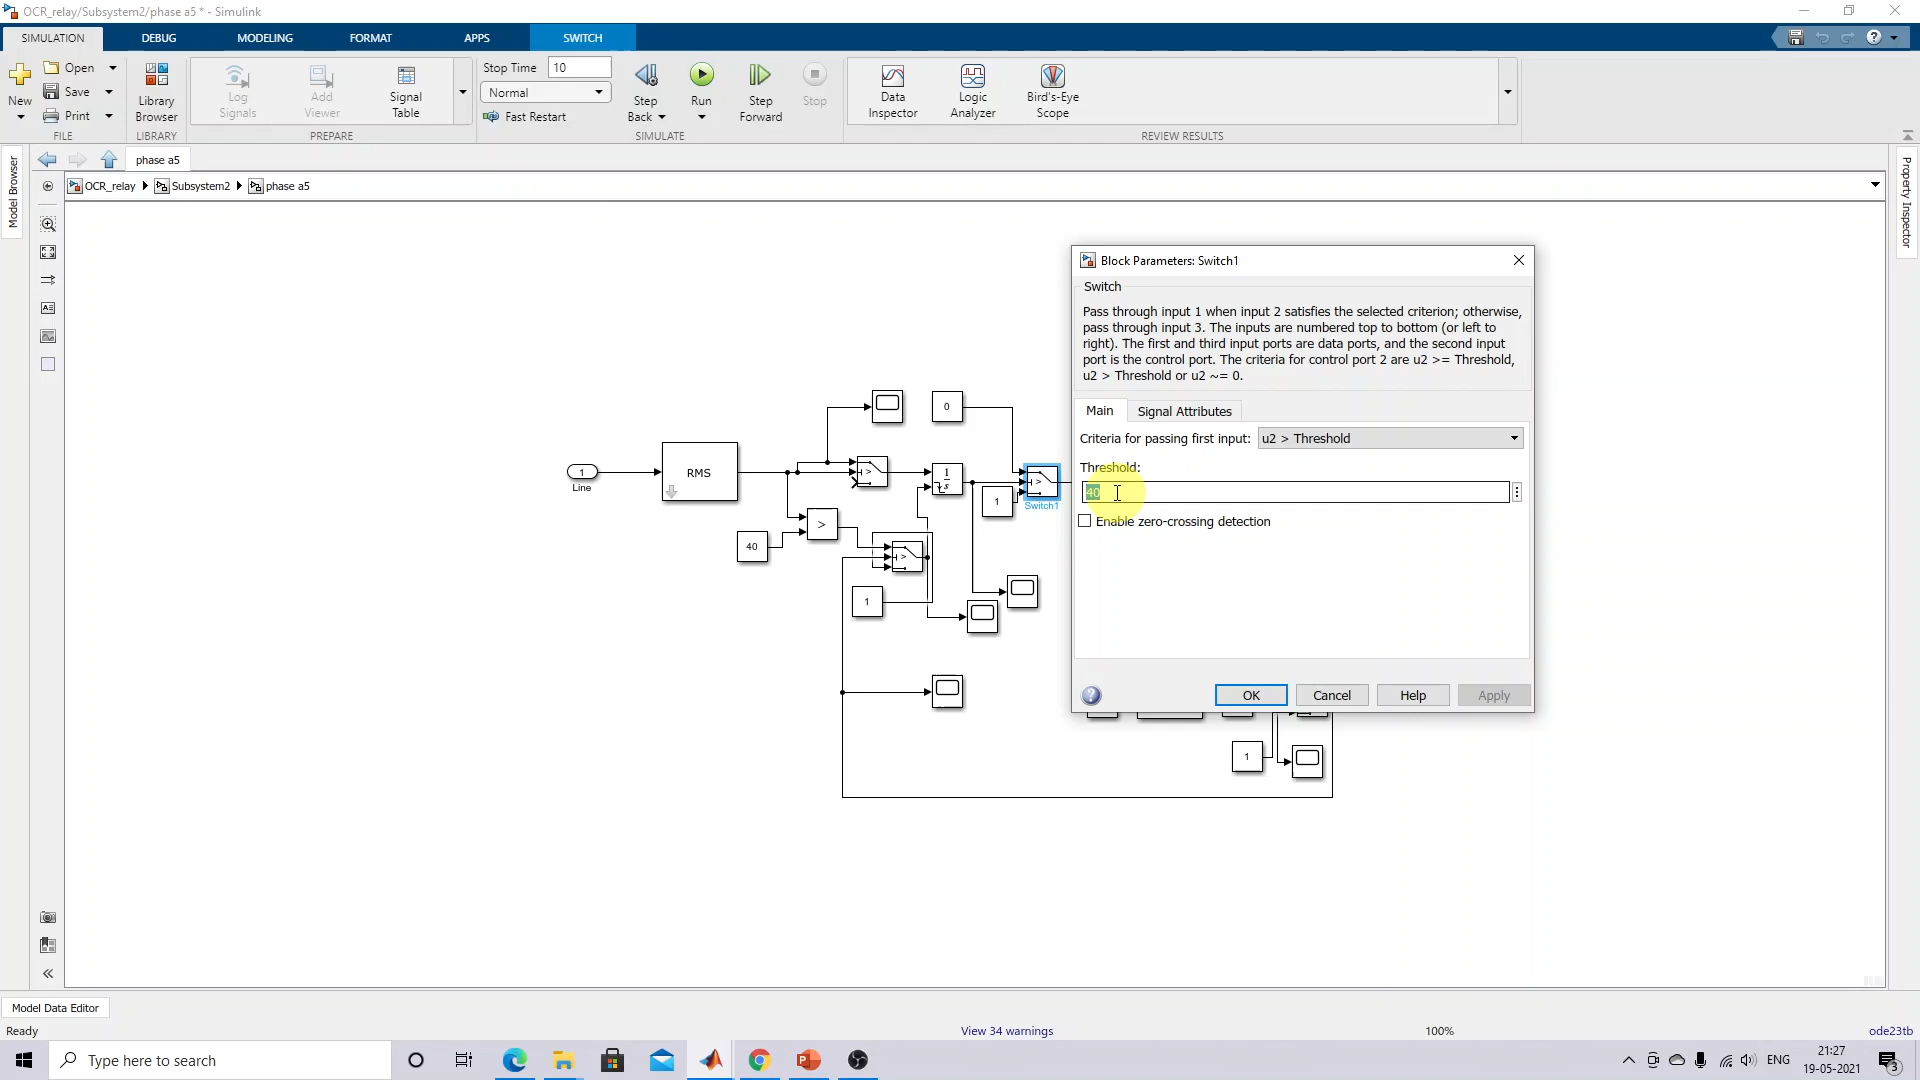 OCR_relay/Subsystem2/phase a5 * - Simulink
SIMULATION DEBUG MODELING FORMAT APPS SWITCH
New
Open
Save
Print
FILE
Library Browser
LIBRARY
Log Signals
Add Viewer
Signal Table
PREPARE
Stop Time 10
Normal
Fast Restart
Step Back
Run
Step Forward
Stop
SIMULATE
Data Inspector
Logic Analyzer
Bird's-Eye Scope
REVIEW RESULTS
Model Browser
phase a5
OCR_relay Subsystem2 phase a5
Property Inspector
1
Line
RMS
40
>
>
>
1
1
s
0
1
>
Switch1
1
Block Parameters: Switch1
Switch
Pass through input 1 when input 2 satisfies the selected criterion; otherwise,
pass through input 3. The inputs are numbered top to bottom (or left to
right). The first and third input ports are data ports, and the second input
port is the control port. The criteria for control port 2 are u2 >= Threshold,
u2 > Threshold or u2 ~= 0.
Main Signal Attributes
Criteria for passing first input: u2 > Threshold
Threshold:
40
Enable zero-crossing detection
OK Cancel Help Apply
Model Data Editor
Ready View 34 warnings 100% ode23tb
Type here to search
ENG
21:27
19-05-2021
3